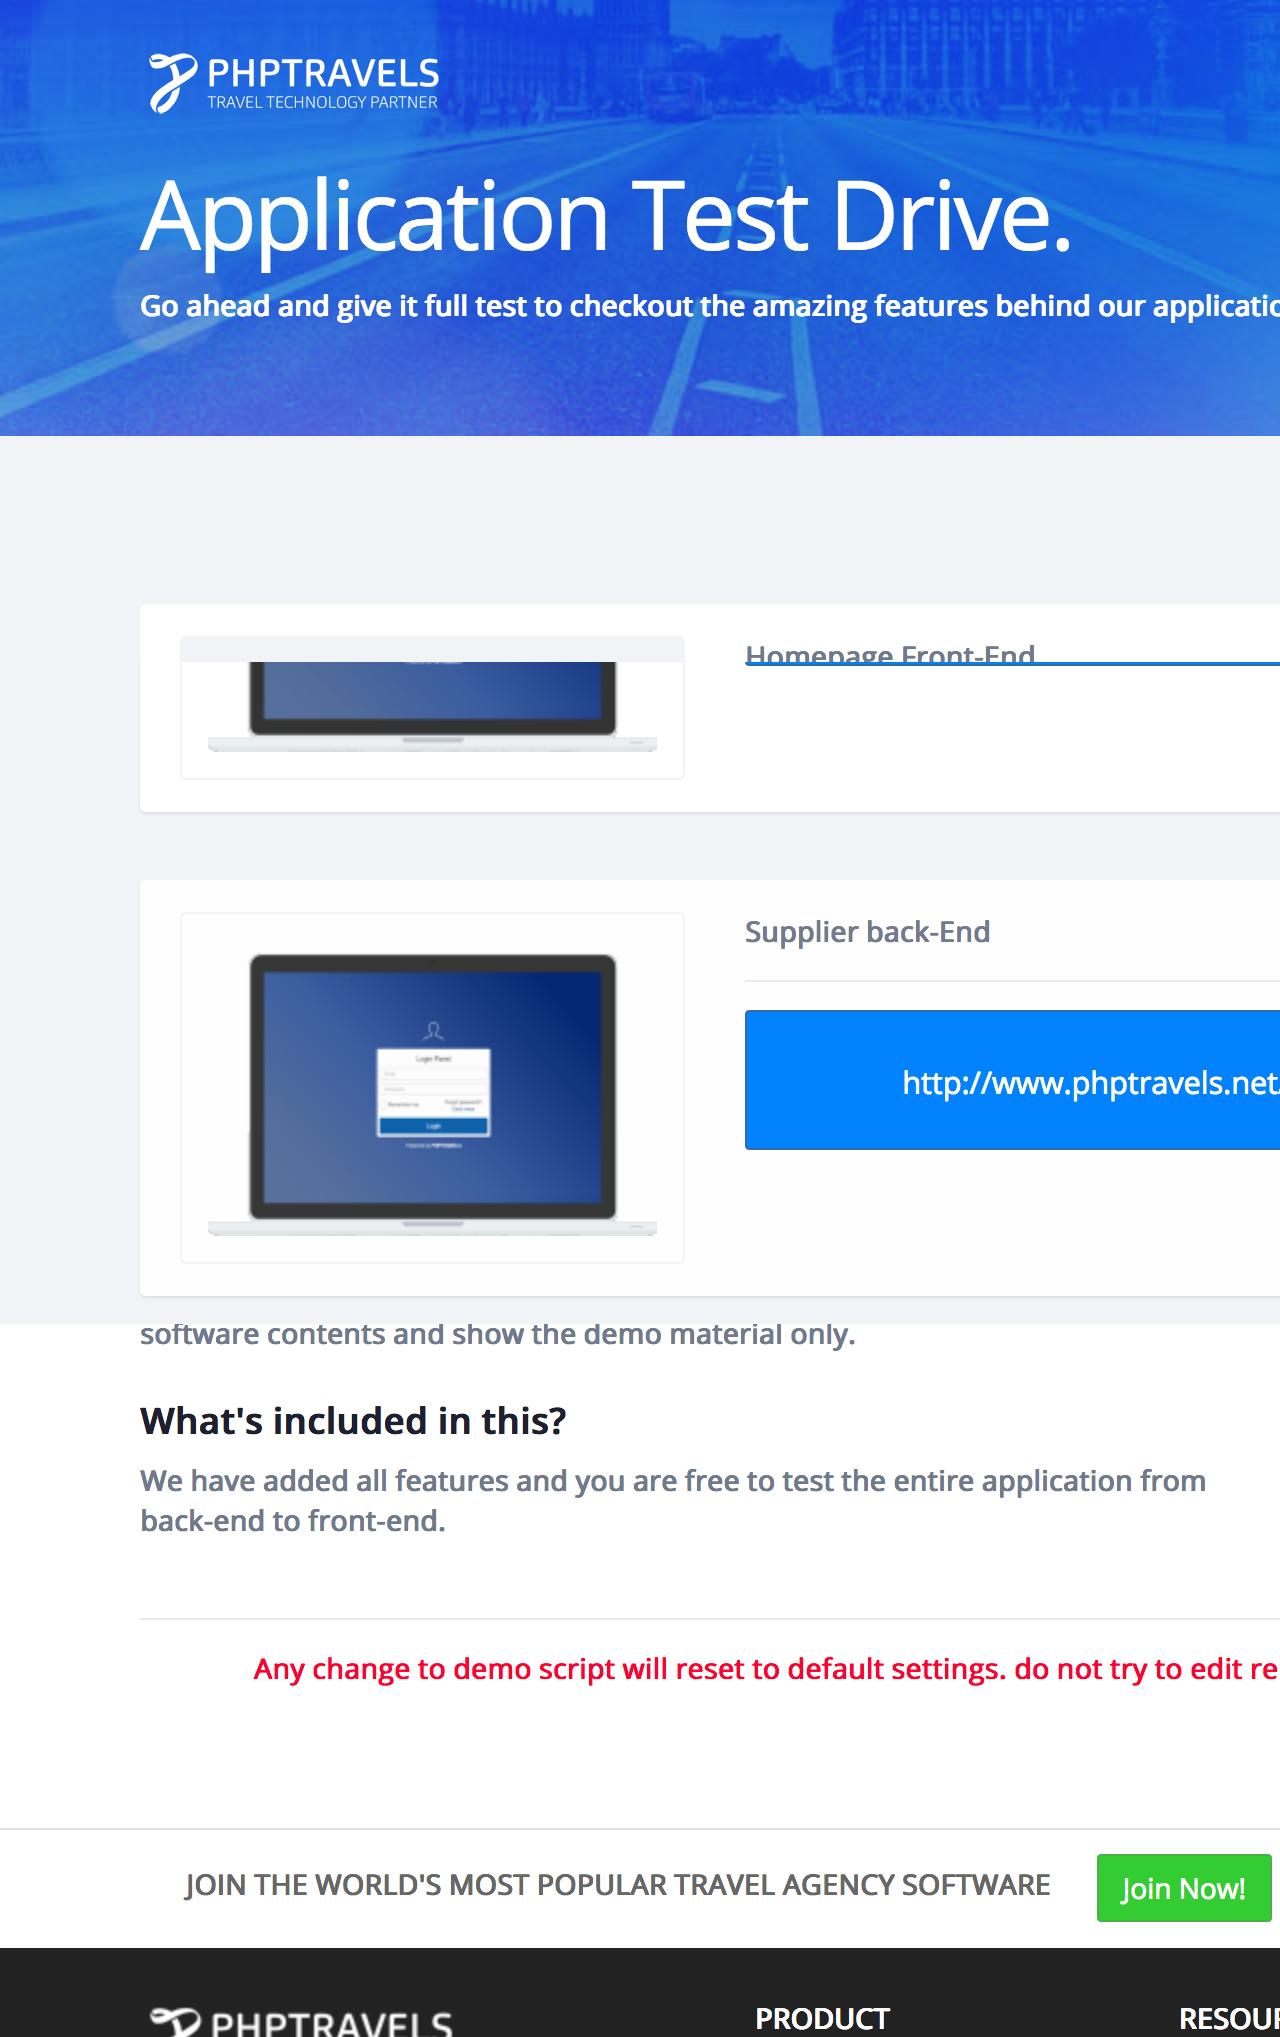 PHPTRAVELS
TRAVEL TECHNOLOGY PARTNER
Application Test Drive.
Go ahead and give it full test to checkout the amazing features behind our applicatio
Homepage Front-End
Supplier back-End
Login Panel
Login
http://www.phptravels.net
software contents and show the demo material only.
What's included in this?
We have added all features and you are free to test the entire application from
back-end to front-end.
Any change to demo script will reset to default settings. do not try to edit re
JOIN THE WORLD'S MOST POPULAR TRAVEL AGENCY SOFTWARE
Join Now!
PHPTRAVELS
PRODUCT
RESOUR